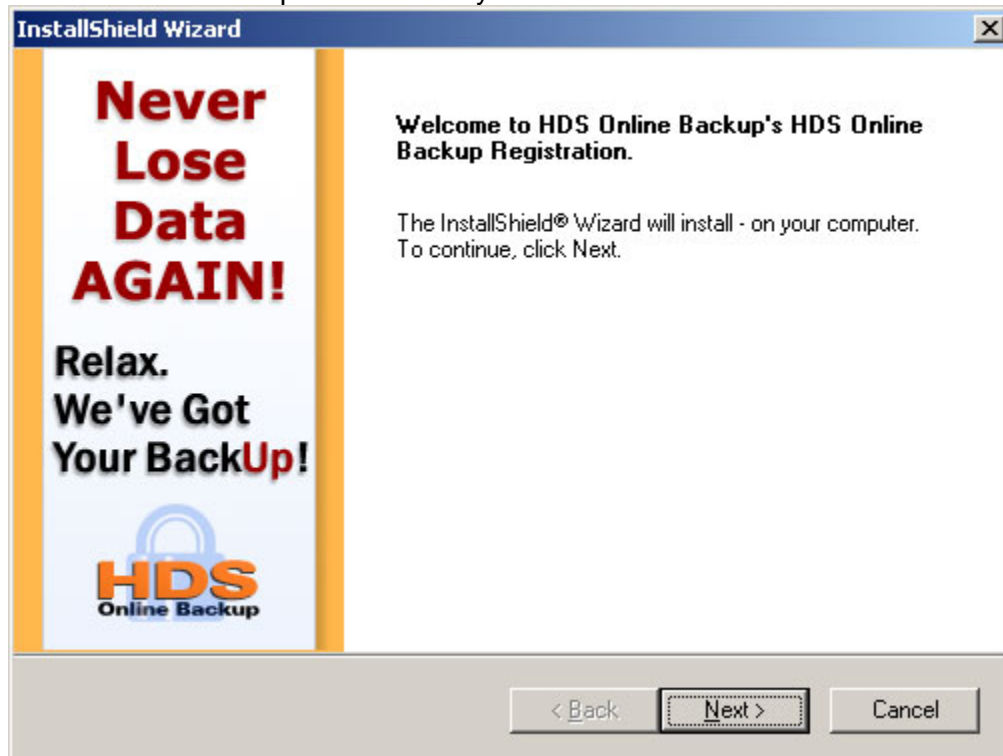 InstallShield Wizard
Never
Lose
Data
AGAIN!
Relax.
We've Got
Your BackUp!
HDS
Online Backup
Welcome to HDS Online Backup's HDS Online
Backup Registration.
The InstallShield® Wizard will install - on your computer.
To continue, click Next.
< Back
Next >
Cancel